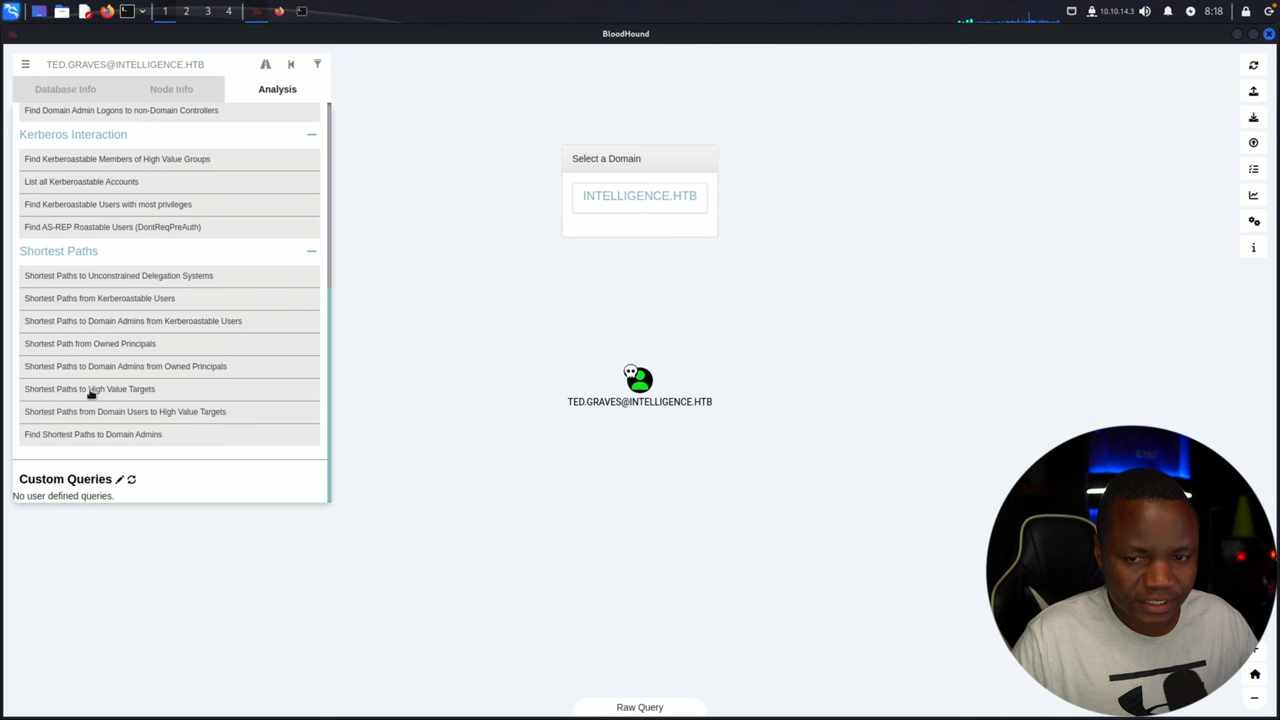 1
2
3
4
10.10.14.3
8:18
BloodHound
TED.GRAVES@INTELLIGENCE.HTB
Database Info
Node Info
Analysis
Find Domain Admin Logons to non-Domain Controllers
Kerberos Interaction
Find Kerberoastable Members of High Value Groups
List all Kerberoastable Accounts
Find Kerberoastable Users with most privileges
Find AS-REP Roastable Users (DontReqPreAuth)
Shortest Paths
Shortest Paths to Unconstrained Delegation Systems
Shortest Paths from Kerberoastable Users
Shortest Paths to Domain Admins from Kerberoastable Users
Shortest Path from Owned Principals
Shortest Paths to Domain Admins from Owned Principals
Shortest Paths to High Value Targets
Shortest Paths from Domain Users to High Value Targets
Find Shortest Paths to Domain Admins
Custom Queries
No user defined queries.
Select a Domain
INTELLIGENCE.HTB
TED.GRAVES@INTELLIGENCE.HTB
Raw Query